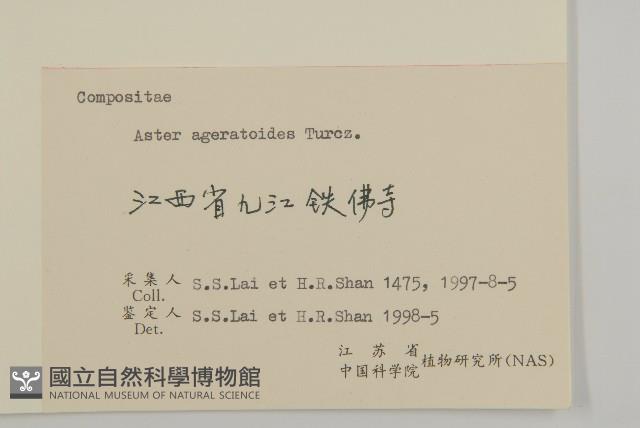 Compositae
Aster ageratoides Turcz.
江西省九江铁佛寺
采集人 S.S.Lai et H.R.Shan 1475, 1997-8-5
Coll.
鉴定人 S.S.Lai et H.R.Shan 1998-5
Det.
江苏省
中国科学院 植物研究所(NAS)
國立自然科學博物館
NATIONAL MUSEUM OF NATURAL SCIENCE